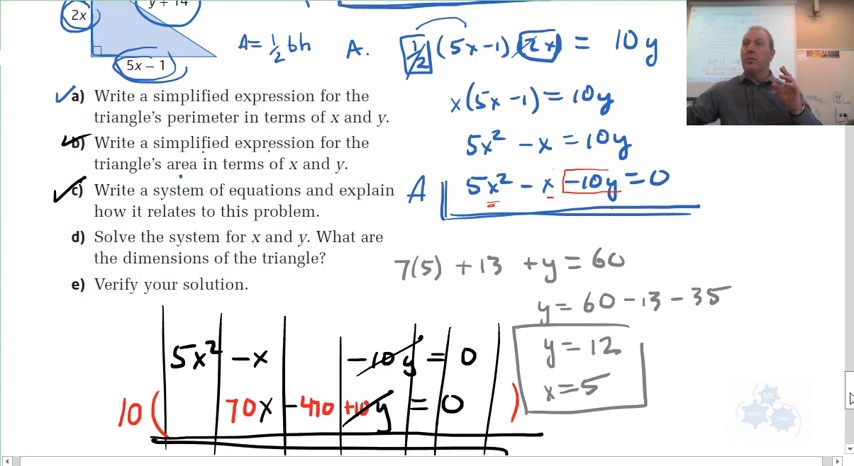 2x
y + 14
5x – 1
A = 1/2 bh
A. 1/2 (5x-1) 2x = 10y
x(5x-1) = 10y
5x² - x = 10y
A 5x² - x -10y = 0
a) Write a simplified expression for the
triangle's perimeter in terms of x and y.
b) Write a simplified expression for the
triangle's area in terms of x and y.
c) Write a system of equations and explain
how it relates to this problem.
d) Solve the system for x and y. What are
the dimensions of the triangle?
e) Verify your solution.
7(5) + 13 + y = 60
y = 60 - 13 - 35
y = 12
x = 5
5x² - x -10y = 0
10( 70x - 470 +10y = 0 )